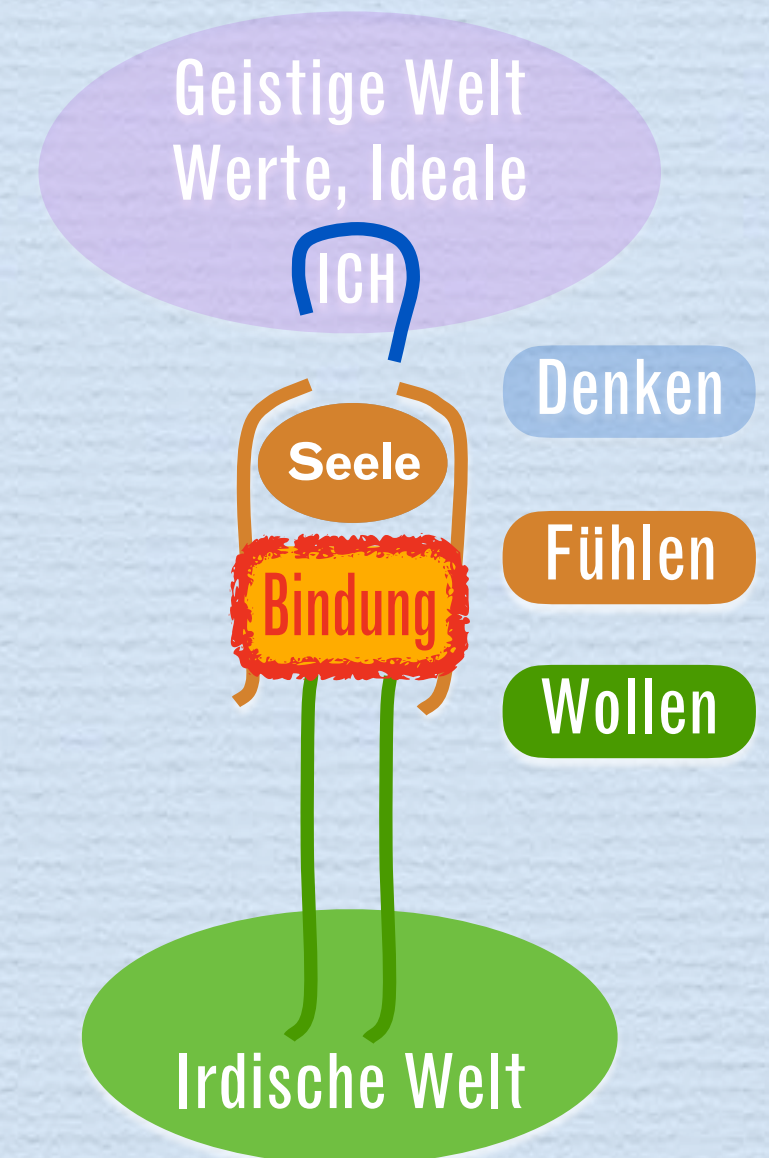 Geistige Welt
Werte, Ideale
ICH
Denken
Seele
Fühlen
Bindung
Wollen
Irdische Welt